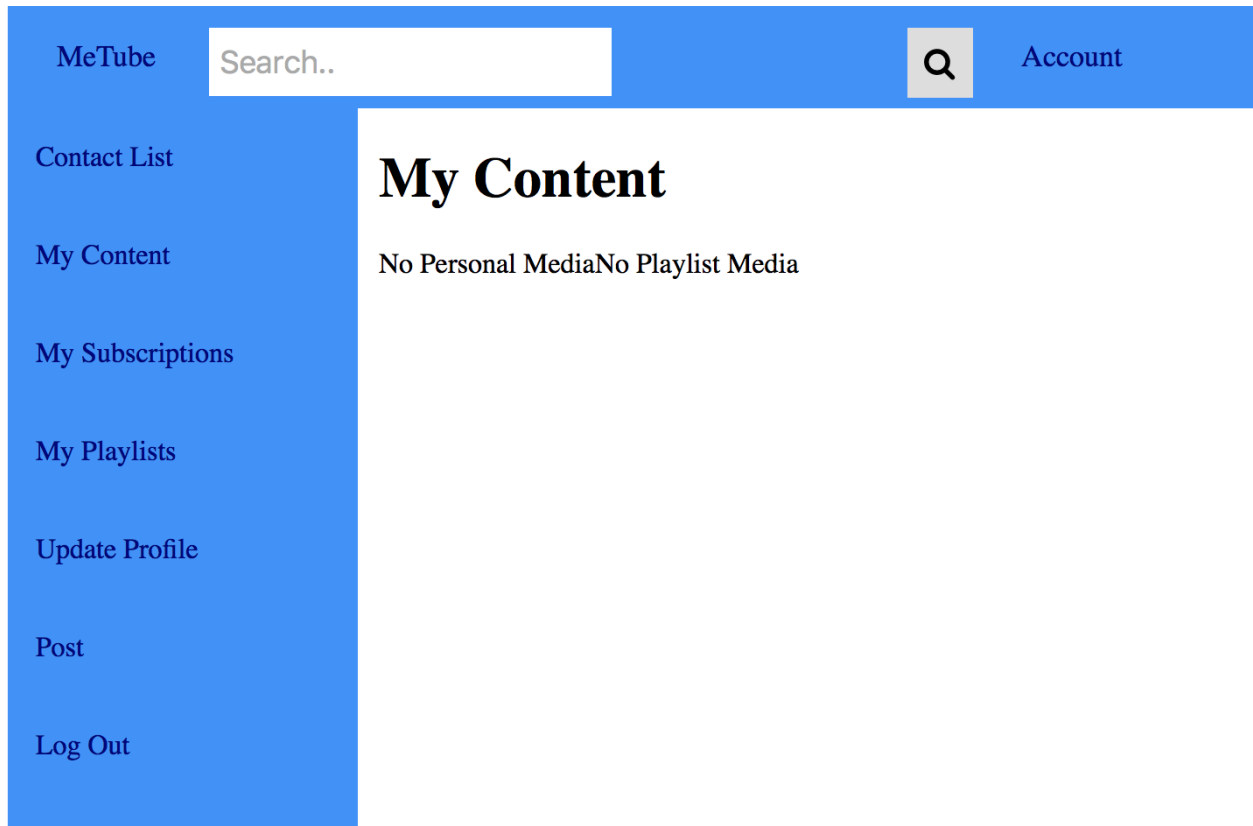 MeTube Search.. Account
Contact List
My Content
My Subscriptions
My Playlists
Update Profile
Post
Log Out
My Content
No Personal MediaNo Playlist Media